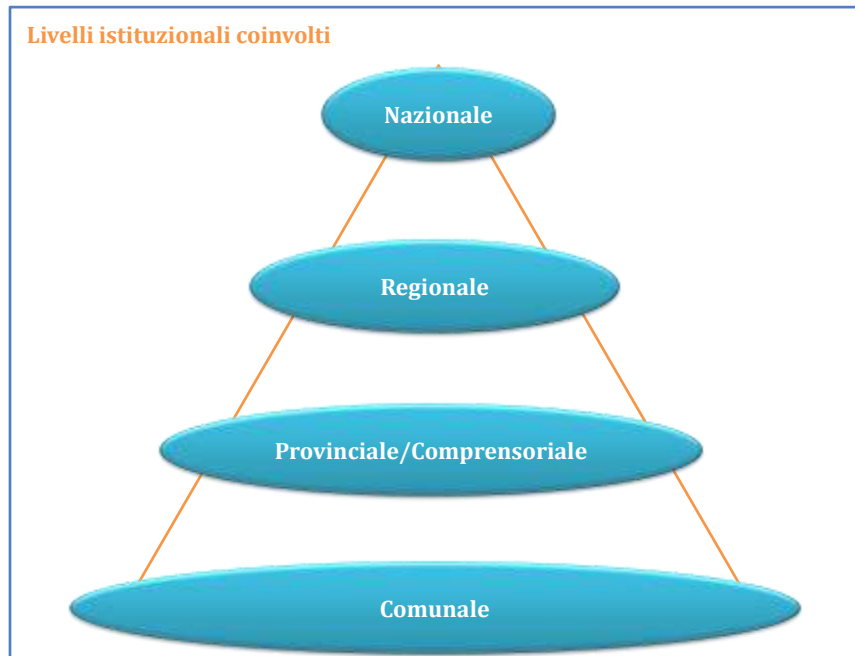 Livelli istituzionali coinvolti
Nazionale
Regionale
Provinciale/Comprensoriale
Comunale